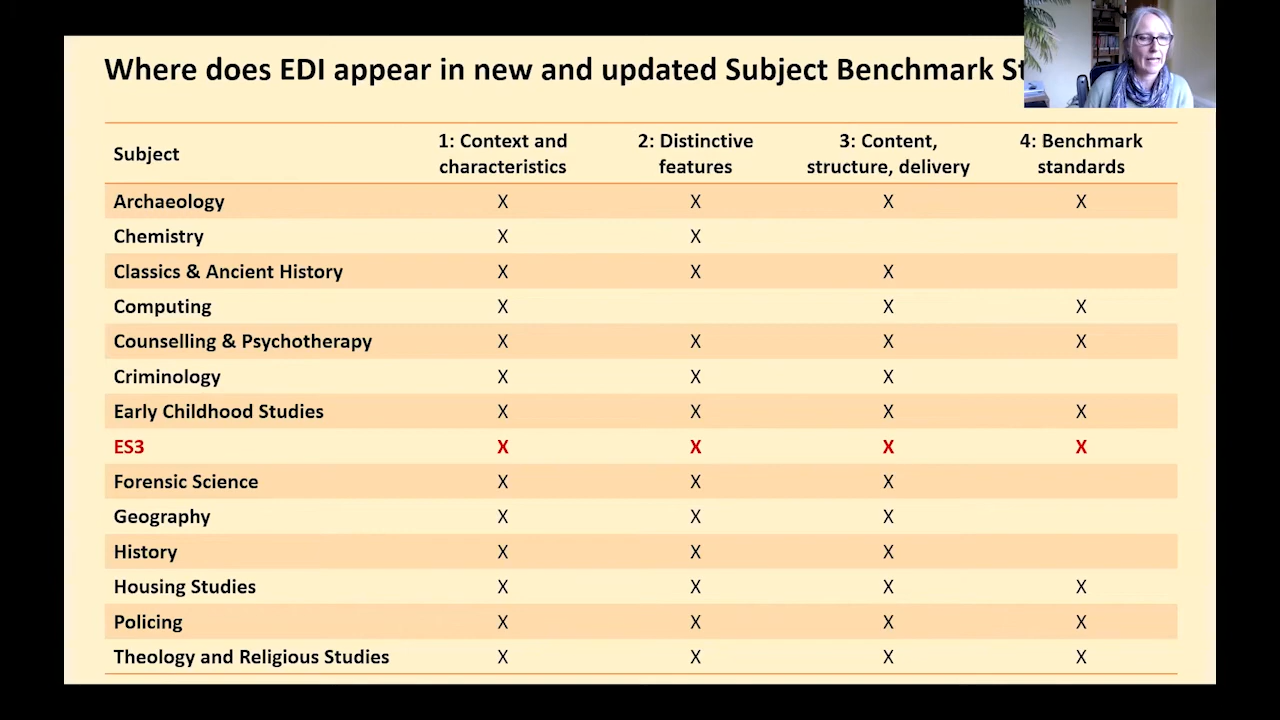 Where does EDI appear in new and updated Subject Benchmark
Subject 1: Context and characteristics 2: Distinctive features 3: Content, structure, delivery 4: Benchmark standards
Archaeology X X X X
Chemistry X X
Classics & Ancient History X X X
Computing X X X
Counselling & Psychotherapy X X X X
Criminology X X X
Early Childhood Studies X X X X
ES3 X X X X
Forensic Science X X X
Geography X X X
History X X X
Housing Studies X X X X
Policing X X X X
Theology and Religious Studies X X X X